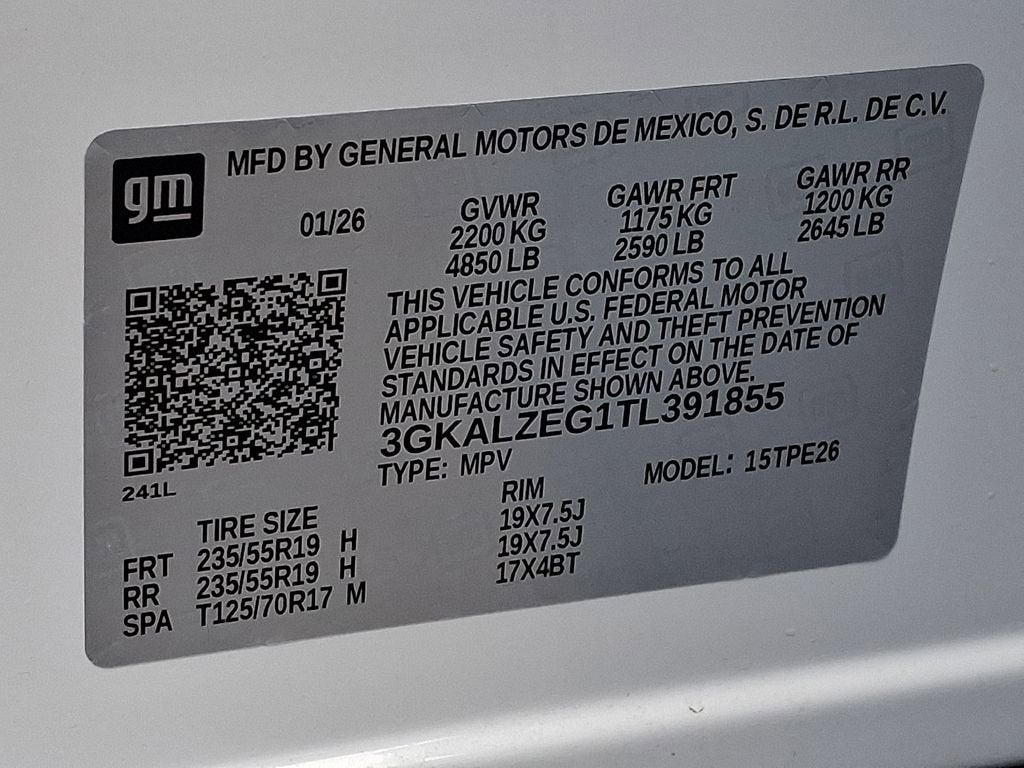 MFD BY GENERAL MOTORS DE MEXICO, S. DE R.L. DE C.V.
gm
01/26 GVWR GAWR FRT GAWR RR
2200 KG 1175 KG 1200 KG
4850 LB 2590 LB 2645 LB
THIS VEHICLE CONFORMS TO ALL
APPLICABLE U.S. FEDERAL MOTOR
VEHICLE SAFETY AND THEFT PREVENTION
STANDARDS IN EFFECT ON THE DATE OF
MANUFACTURE SHOWN ABOVE.
3GKALZEG1TL391855
TYPE: MPV MODEL: 15TPE26
241L
TIRE SIZE RIM
FRT 235/55R19 H 19X7.5J
RR 235/55R19 H 19X7.5J
SPA T125/70R17 M 17X4BT